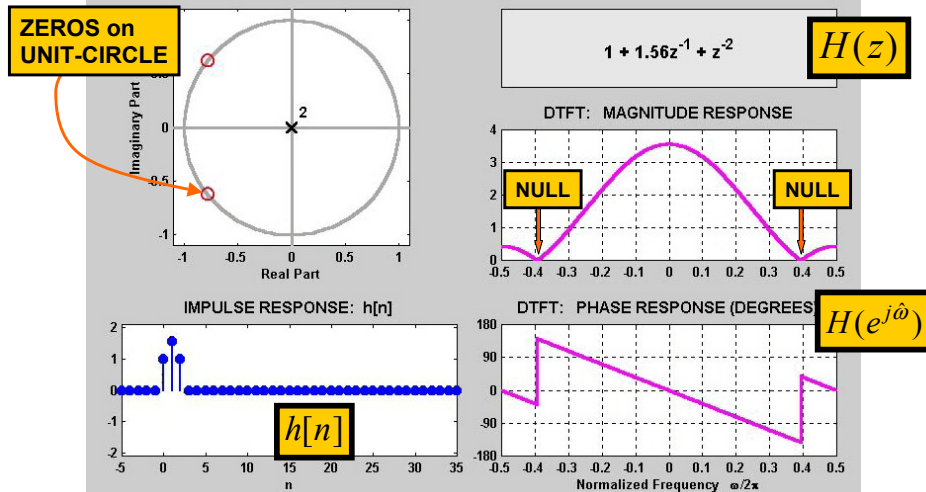 ZEROS on
UNIT-CIRCLE
Imaginary Part
0
-0.5
-1
2
-1 -0.5 0 0.5 1
Real Part
1 + 1.56z⁻¹ + z⁻²
H(z)
DTFT: MAGNITUDE RESPONSE
4
3
2
1
0
NULL
NULL
-0.5 -0.4 -0.3 -0.2 -0.1 0 0.1 0.2 0.3 0.4 0.5
IMPULSE RESPONSE: h[n]
2
1
0
-1
-2
h[n]
-5 0 5 10 15 20 25 30 35
n
DTFT: PHASE RESPONSE (DEGREES)
H(e^{jω̂})
180
90
0
-90
-180
-0.5 -0.4 -0.3 -0.2 -0.1 0 0.1 0.2 0.3 0.4 0.5
Normalized Frequency ω/2π